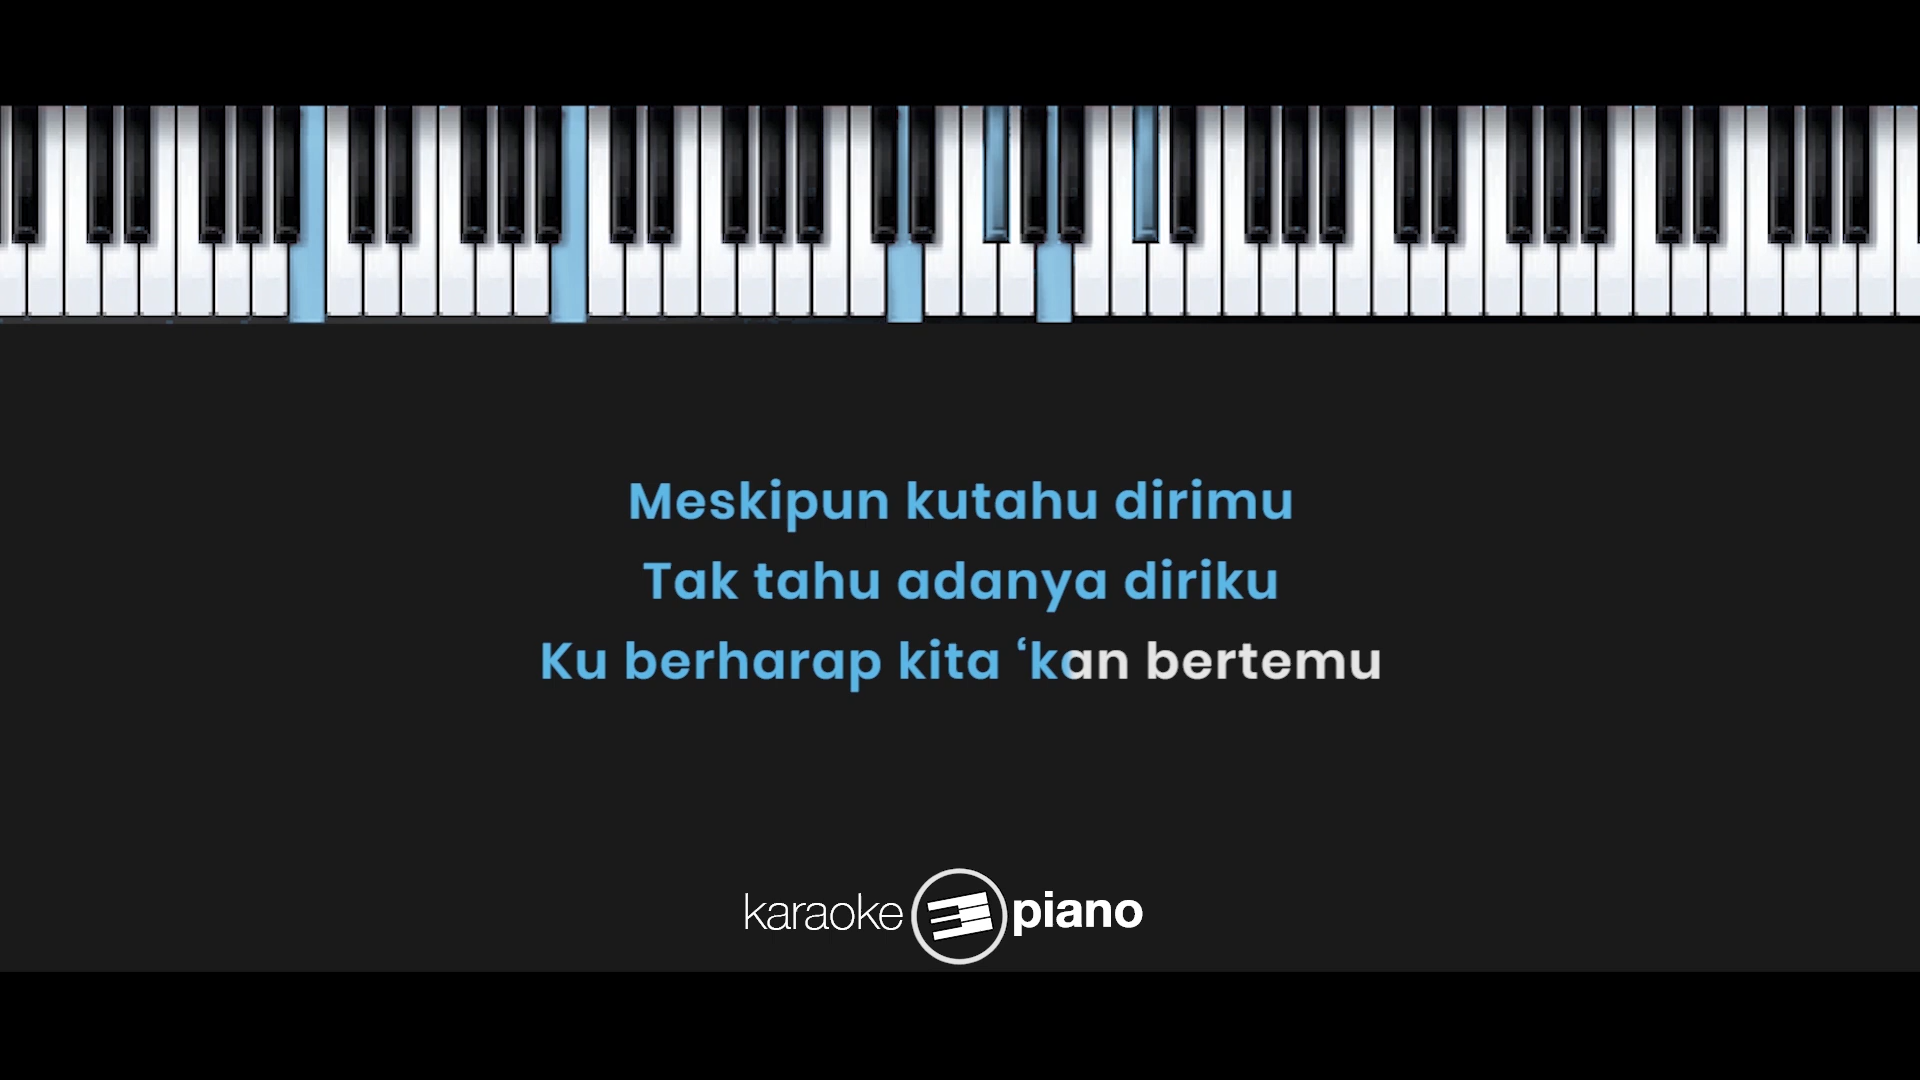 Meskipun kutahu dirimu
Tak tahu adanya diriku
Ku berharap kita ‘kan bertemu
karaoke piano